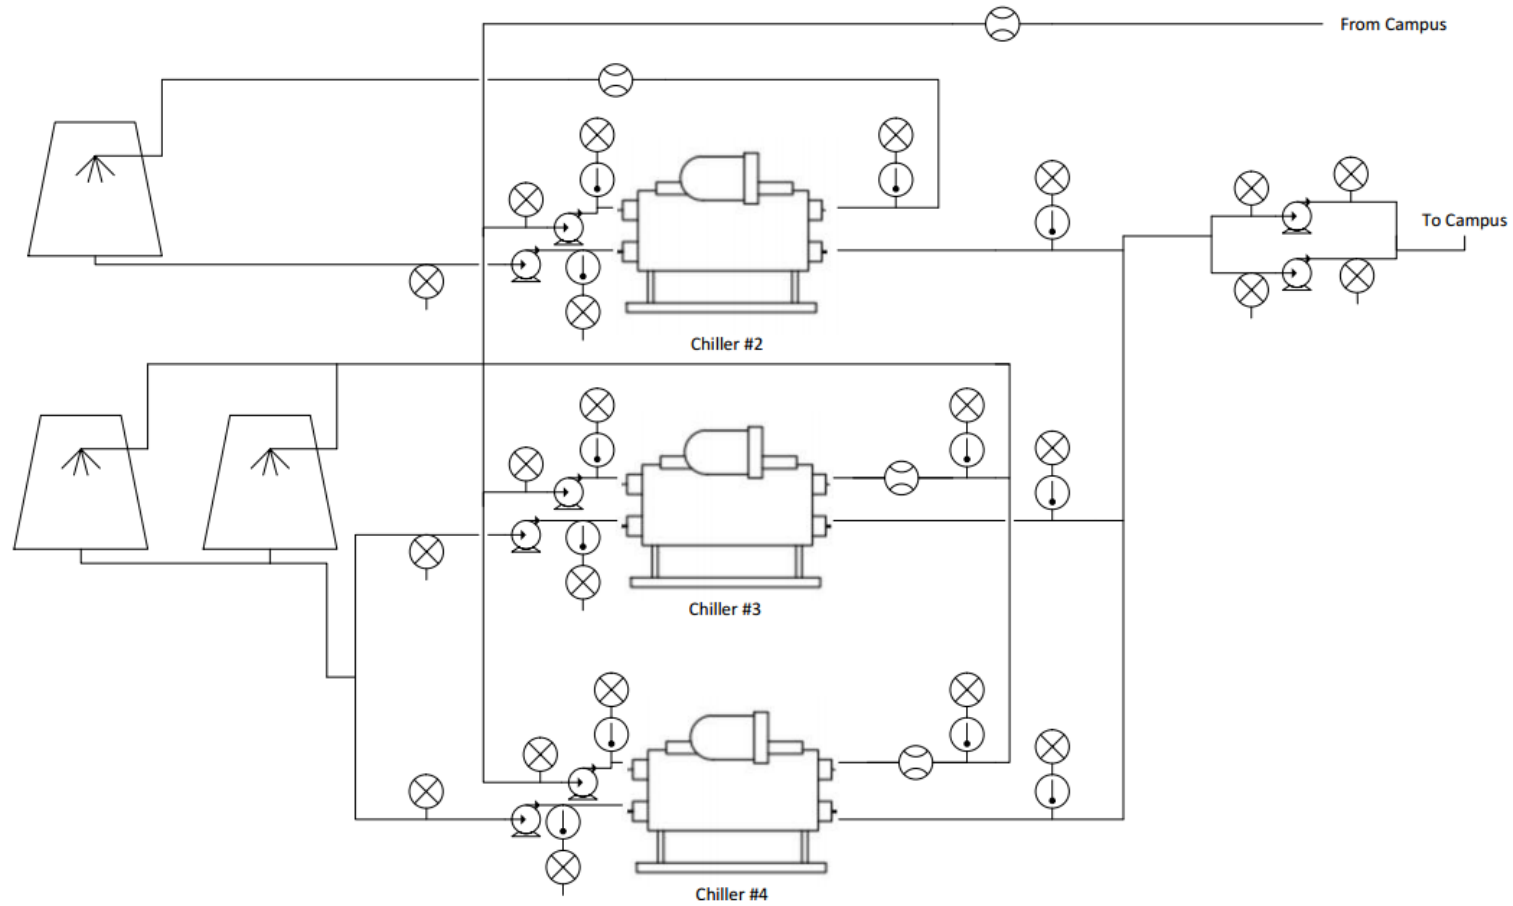 From Campus
To Campus
Chiller #2
Chiller #3
Chiller #4